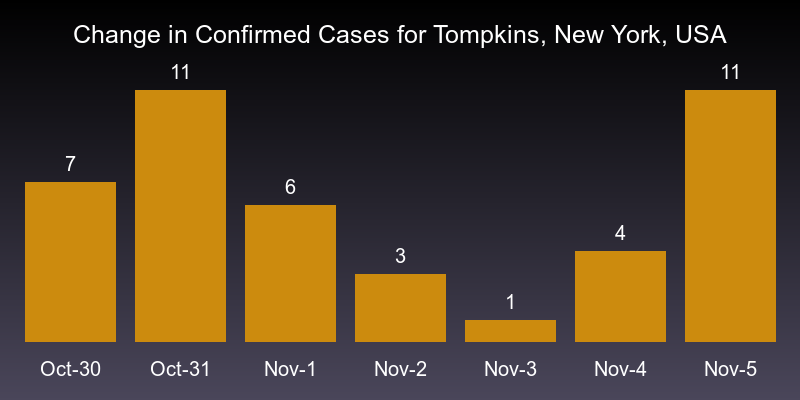 Change in Confirmed Cases for Tompkins, New York, USA
7
11
6
3
1
4
11
Oct-30
Oct-31
Nov-1
Nov-2
Nov-3
Nov-4
Nov-5